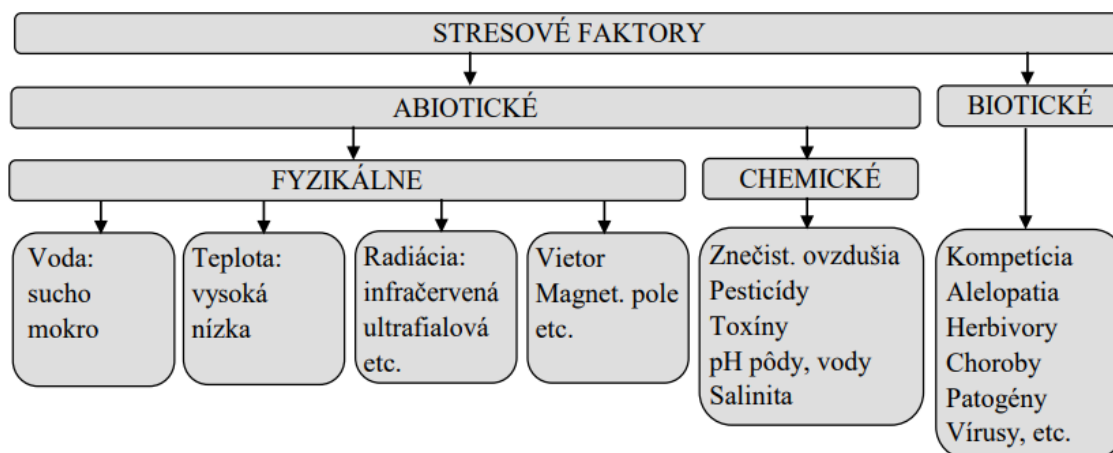 STRESOVÉ FAKTORY
ABIOTICKÉ
BIOTICKÉ
FYZIKÁLNE
CHEMICKÉ
Voda:
sucho
mokro
Teplota:
vysoká
nízka
Radiácia:
infračervená
ultrafialová
etc.
Vietor
Magnet. pole
etc.
Znečist. ovzdušia
Pesticídy
Toxíny
pH pôdy, vody
Salinita
Kompetícia
Alelopatia
Herbivory
Choroby
Patogény
Vírusy, etc.